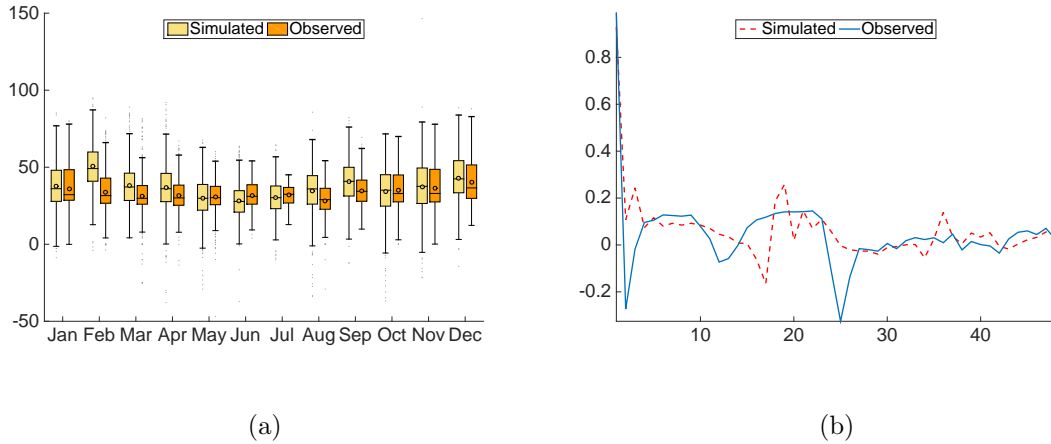 150
100
50
0
-50
Simulated Observed
Jan Feb Mar Apr May Jun Jul Aug Sep Oct Nov Dec
(a)
0.8
0.6
0.4
0.2
0
-0.2
Simulated Observed
10 20 30 40
(b)